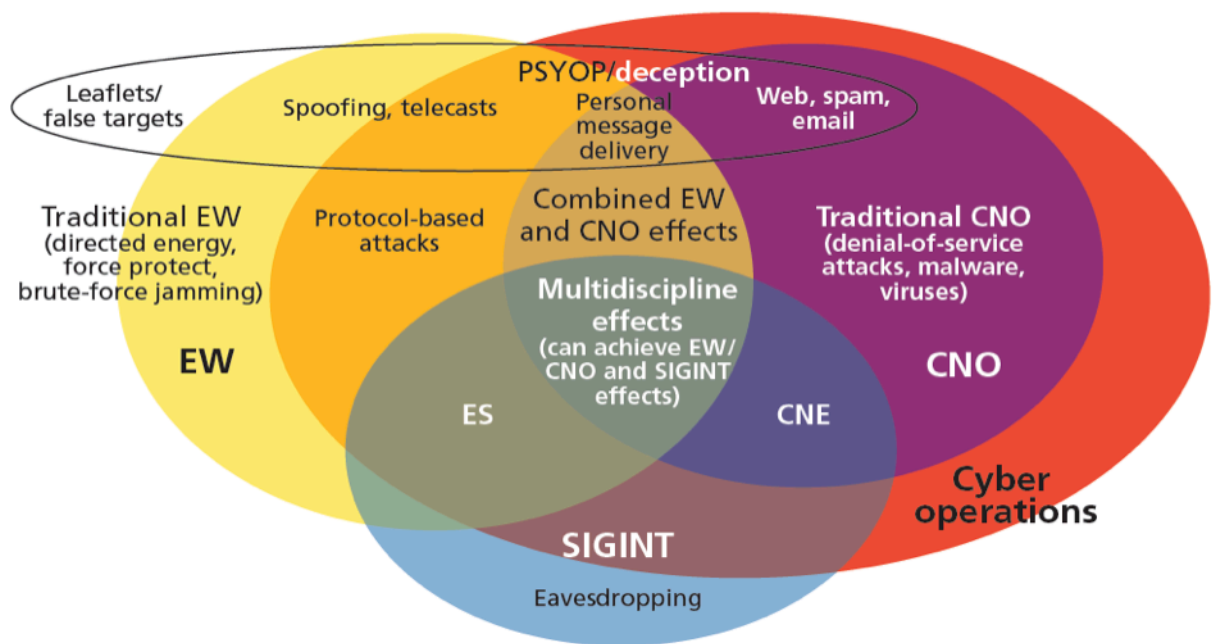 PSYOP/deception
Leaflets/
false targets
Spoofing, telecasts
Personal
message
delivery
Web, spam,
email
Traditional EW
(directed energy,
force protect,
brute-force jamming)
Protocol-based
attacks
Combined EW
and CNO effects
Traditional CNO
(denial-of-service
attacks, malware,
viruses)
Multidiscipline
effects
(can achieve EW/
CNO and SIGINT
effects)
EW
CNO
ES
CNE
Cyber
operations
SIGINT
Eavesdropping